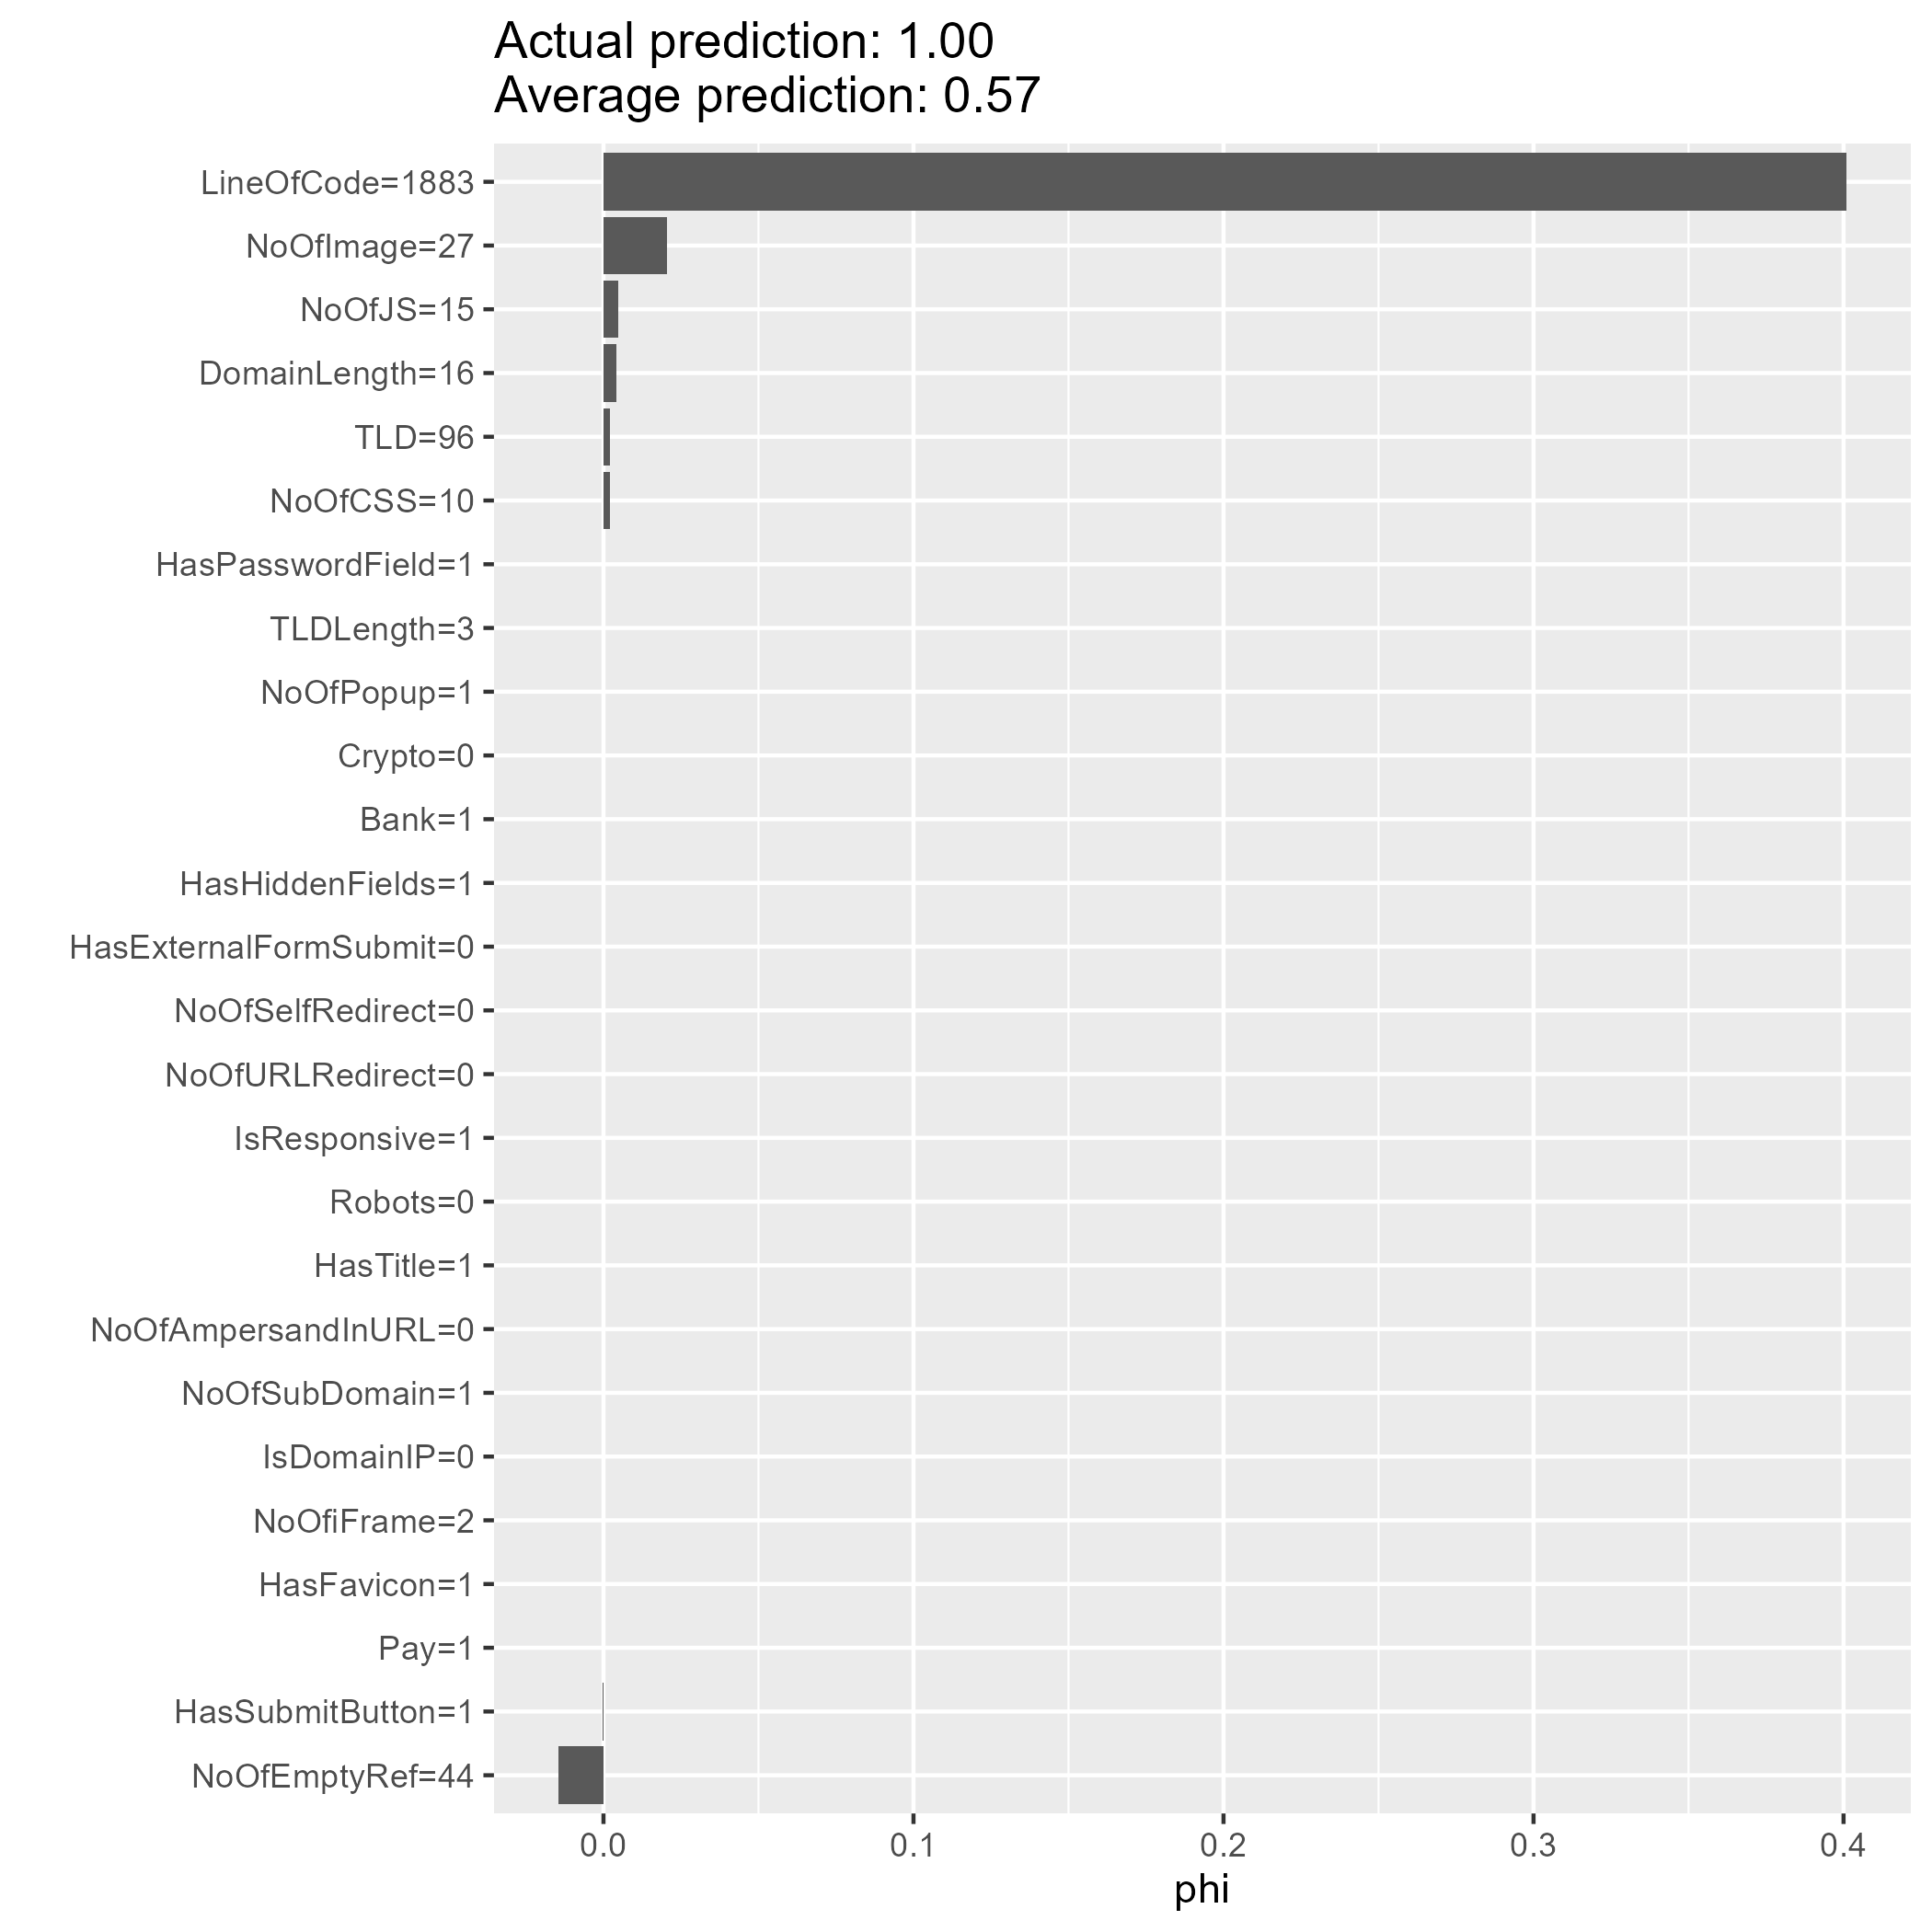 Actual prediction: 1.00
Average prediction: 0.57
LineOfCode=1883
NoOfImage=27
NoOfJS=15
DomainLength=16
TLD=96
NoOfCSS=10
HasPasswordField=1
TLDLength=3
NoOfPopup=1
Crypto=0
Bank=1
HasHiddenFields=1
HasExternalFormSubmit=0
NoOfSelfRedirect=0
NoOfURLRedirect=0
IsResponsive=1
Robots=0
HasTitle=1
NoOfAmpersandInURL=0
NoOfSubDomain=1
IsDomainIP=0
NoOfiFrame=2
HasFavicon=1
Pay=1
HasSubmitButton=1
NoOfEmptyRef=44
0.0 0.1 0.2 0.3 0.4
phi